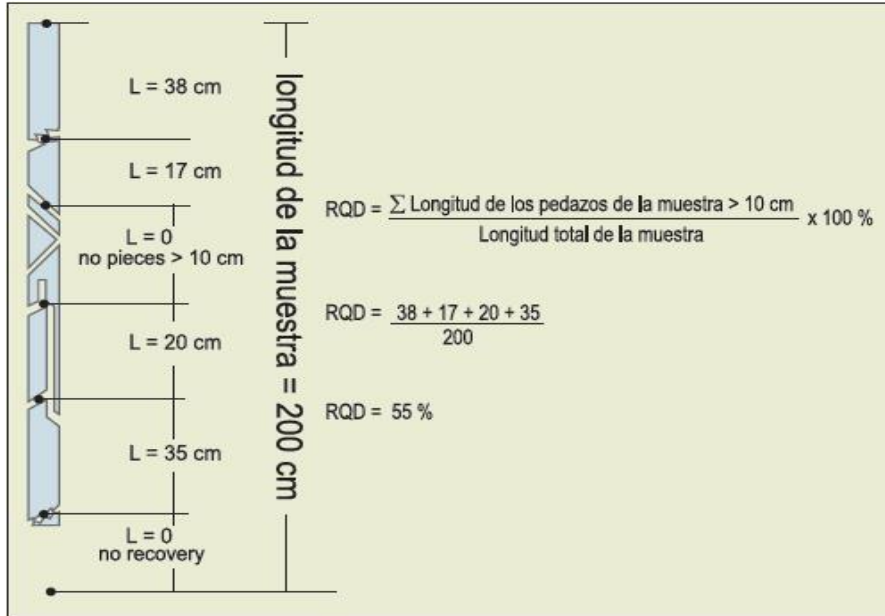 L = 38 cm
L = 17 cm
L = 0
no pieces > 10 cm
L = 20 cm
L = 35 cm
L = 0
no recovery
longitud de la muestra = 200 cm
RQD = ∑ Longitud de los pedazos de la muestra > 10 cm x 100 %
Longitud total de la muestra
RQD = 38 + 17 + 20 + 35
200
RQD = 55 %